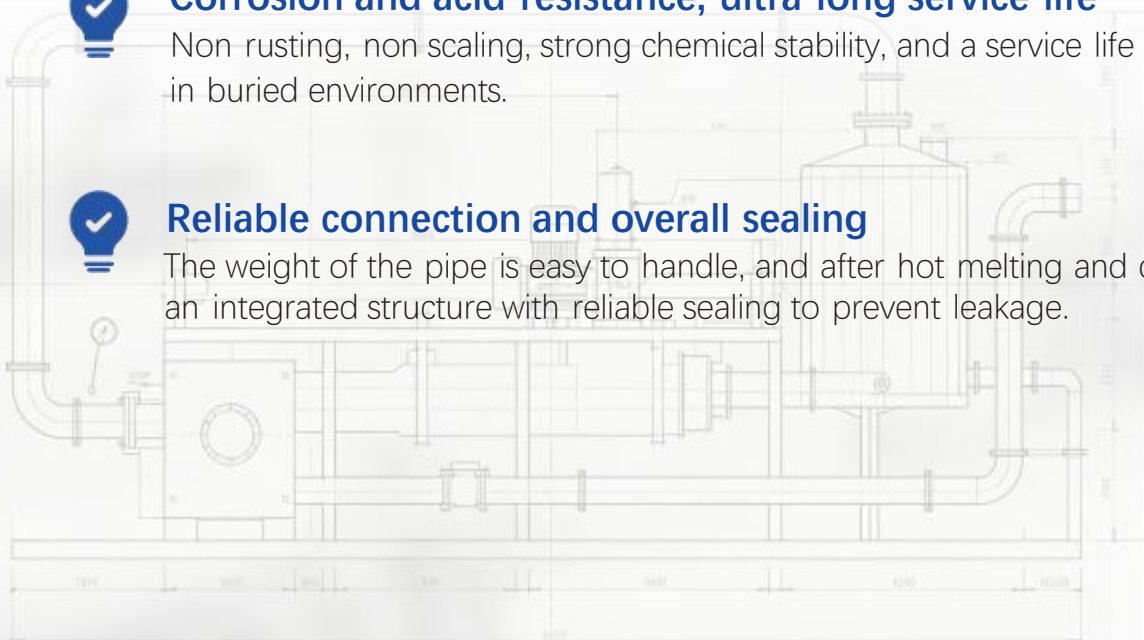 Corrosion and acid resistance, ultra long service life
Non rusting, non scaling, strong chemical stability, and a service life
in buried environments.
Reliable connection and overall sealing
The weight of the pipe is easy to handle, and after hot melting and
an integrated structure with reliable sealing to prevent leakage.